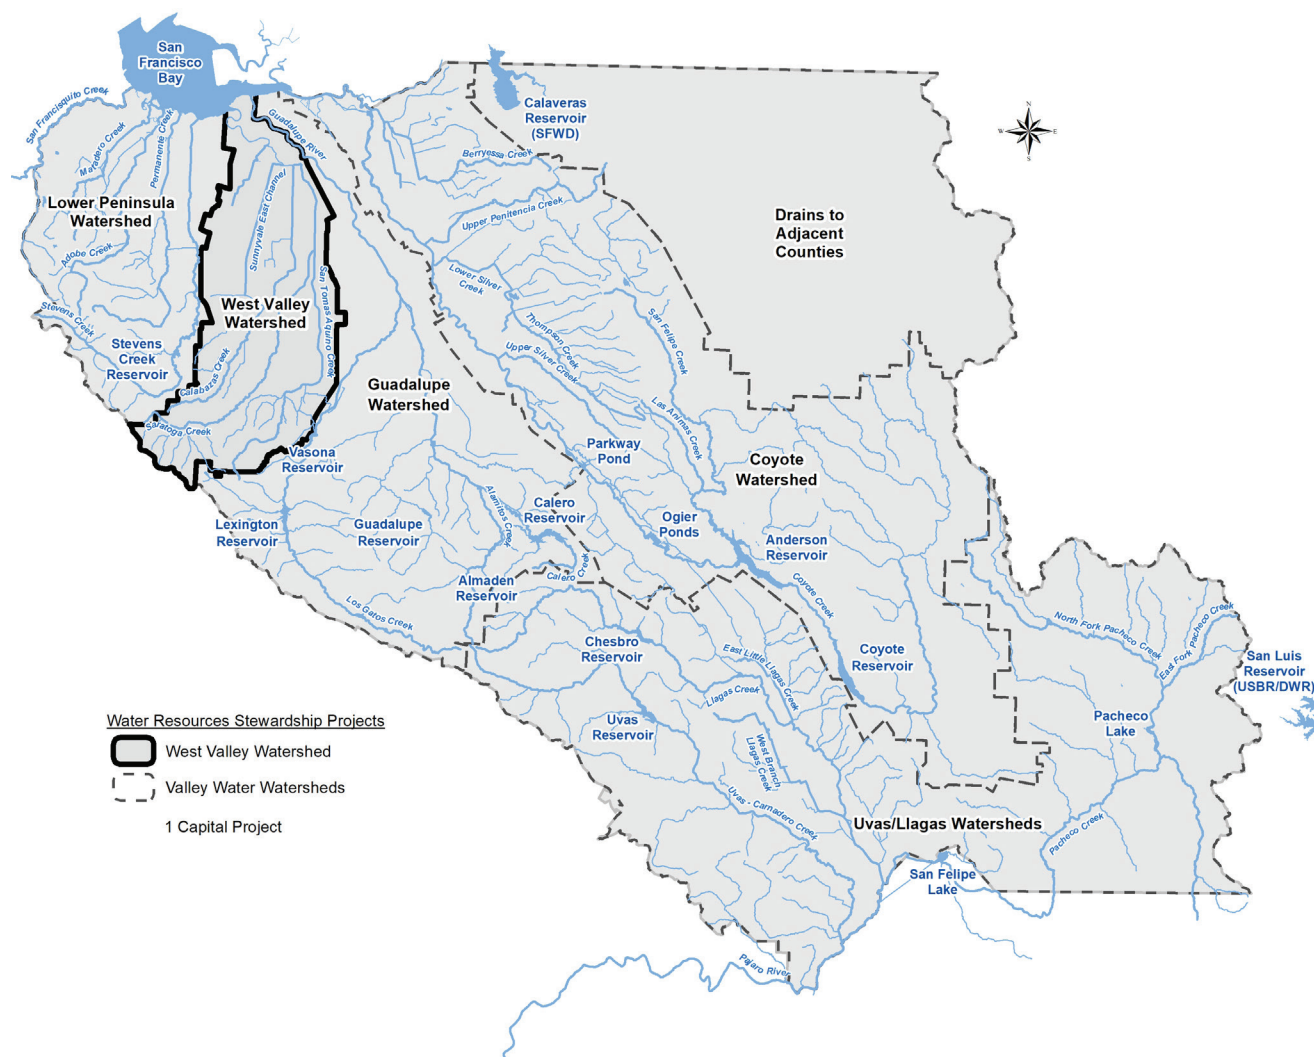 San
Francisco
Bay
San Francisquito Creek
Matadero Creek
Permanente Creek
Guadalupe River
Calaveras
Reservoir
(SFWD)
N
W
E
S
Berryessa Creek
Lower Peninsula
Watershed
Sunnyvale East Channel
Upper Penitencia Creek
Drains to
Adjacent
Counties
Adobe Creek
Lower Silver
Creek
San Tomas Aquino Creek
West Valley
Watershed
Stevens Creek
Thompson Creek
San Felipe Creek
Stevens
Creek
Reservoir
Upper Silver Creek
Calabazas Creek
Guadalupe
Watershed
Las Animas Creek
Saratoga Creek
Vasona
Reservoir
Parkway
Pond
Coyote
Watershed
Alamitos Creek
Calero
Reservoir
Lexington
Reservoir
Guadalupe
Reservoir
Ogier
Ponds
Anderson
Reservoir
Almaden
Reservoir
Calero Creek
Coyote Creek
Los Gatos Creek
North Fork Pacheco Creek
East Fork Pacheco Creek
Chesbro
Reservoir
East Little Llagas Creek
Coyote
Reservoir
San Luis
Reservoir
(USBR/DWR)
Llagas Creek
Uvas
Reservoir
Pacheco
Lake
West Branch
Llagas Creek
Water Resources Stewardship Projects
West Valley Watershed
Valley Water Watersheds
1 Capital Project
Uvas - Carnadero Creek
Uvas/Llagas Watersheds
Pacheco Creek
San Felipe
Lake
Pajaro River